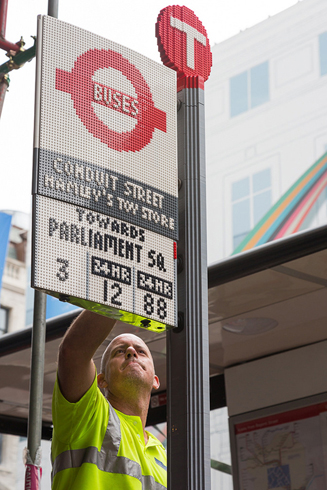 T
BUSES
CONDUIT STREET
HAMLEY'S TOY STORE
TOWARDS
PARLIAMENT SQ.
24HR 24HR
3 12 88